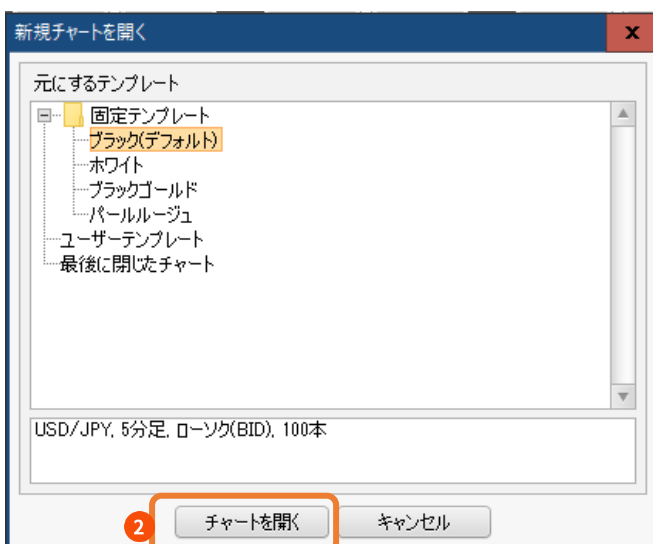 新規チャートを開く
x
元にするテンプレート
固定テンプレート
ブラック(デフォルト)
ホワイト
ブラックゴールド
パールルージュ
ユーザーテンプレート
最後に閉じたチャート
USD/JPY, 5分足, ローソク(BID), 100本
2 チャートを開く キャンセル